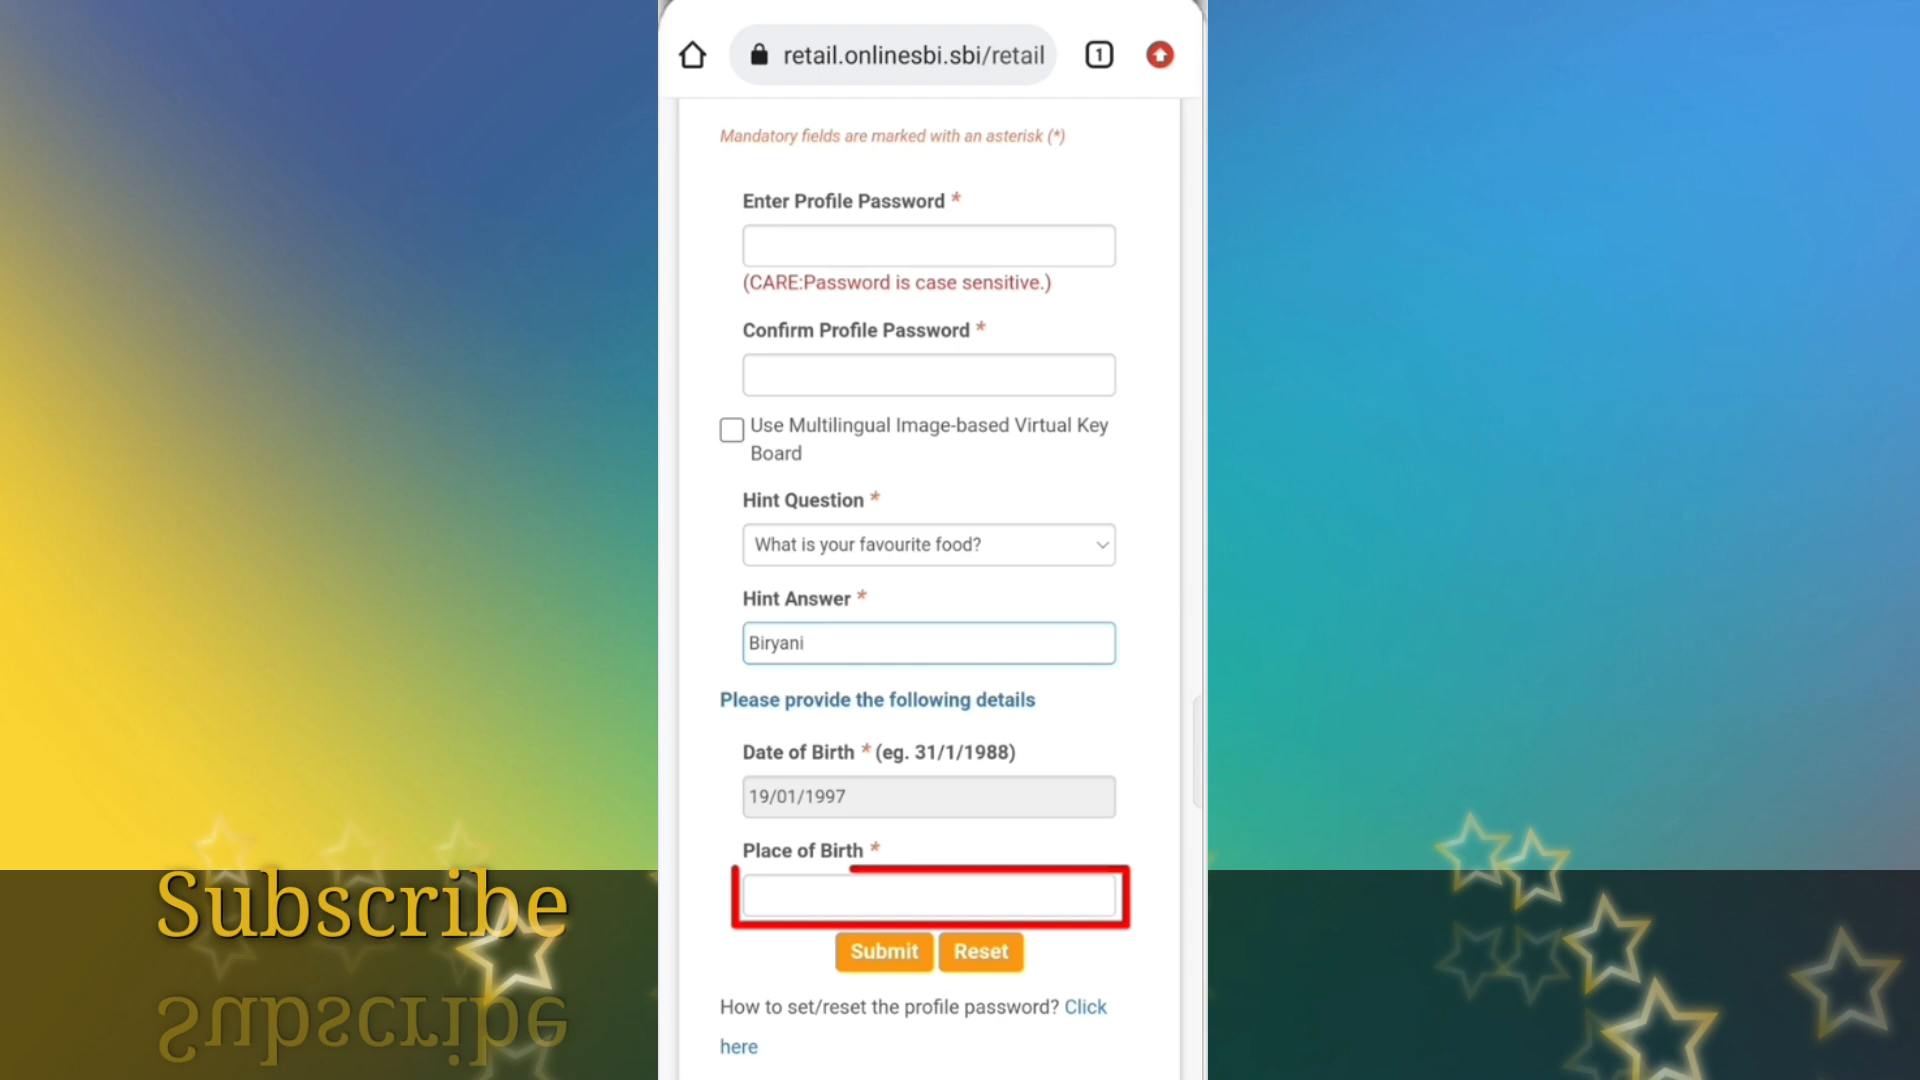 retail.onlinesbi.sbi/retail
1
Mandatory fields are marked with an asterisk (*)
Enter Profile Password *
(CARE:Password is case sensitive.)
Confirm Profile Password *
Use Multilingual Image-based Virtual Key
Board
Hint Question *
What is your favourite food?
Hint Answer *
Biryani
Please provide the following details
Date of Birth * (eg. 31/1/1988)
19/01/1997
Place of Birth *
Submit Reset
How to set/reset the profile password? Click
here
Subscribe